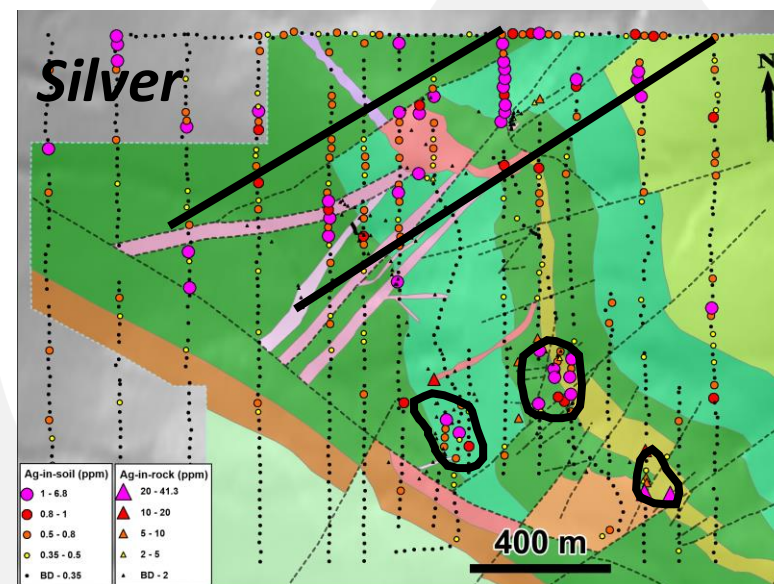 Silver
N
Ag-in-soil (ppm)
1 - 6.8
0.8 - 1
0.5 - 0.8
0.35 - 0.5
BD - 0.35
Ag-in-rock (ppm)
20 - 41.3
10 - 20
5 - 10
2 - 5
BD - 2
400 m